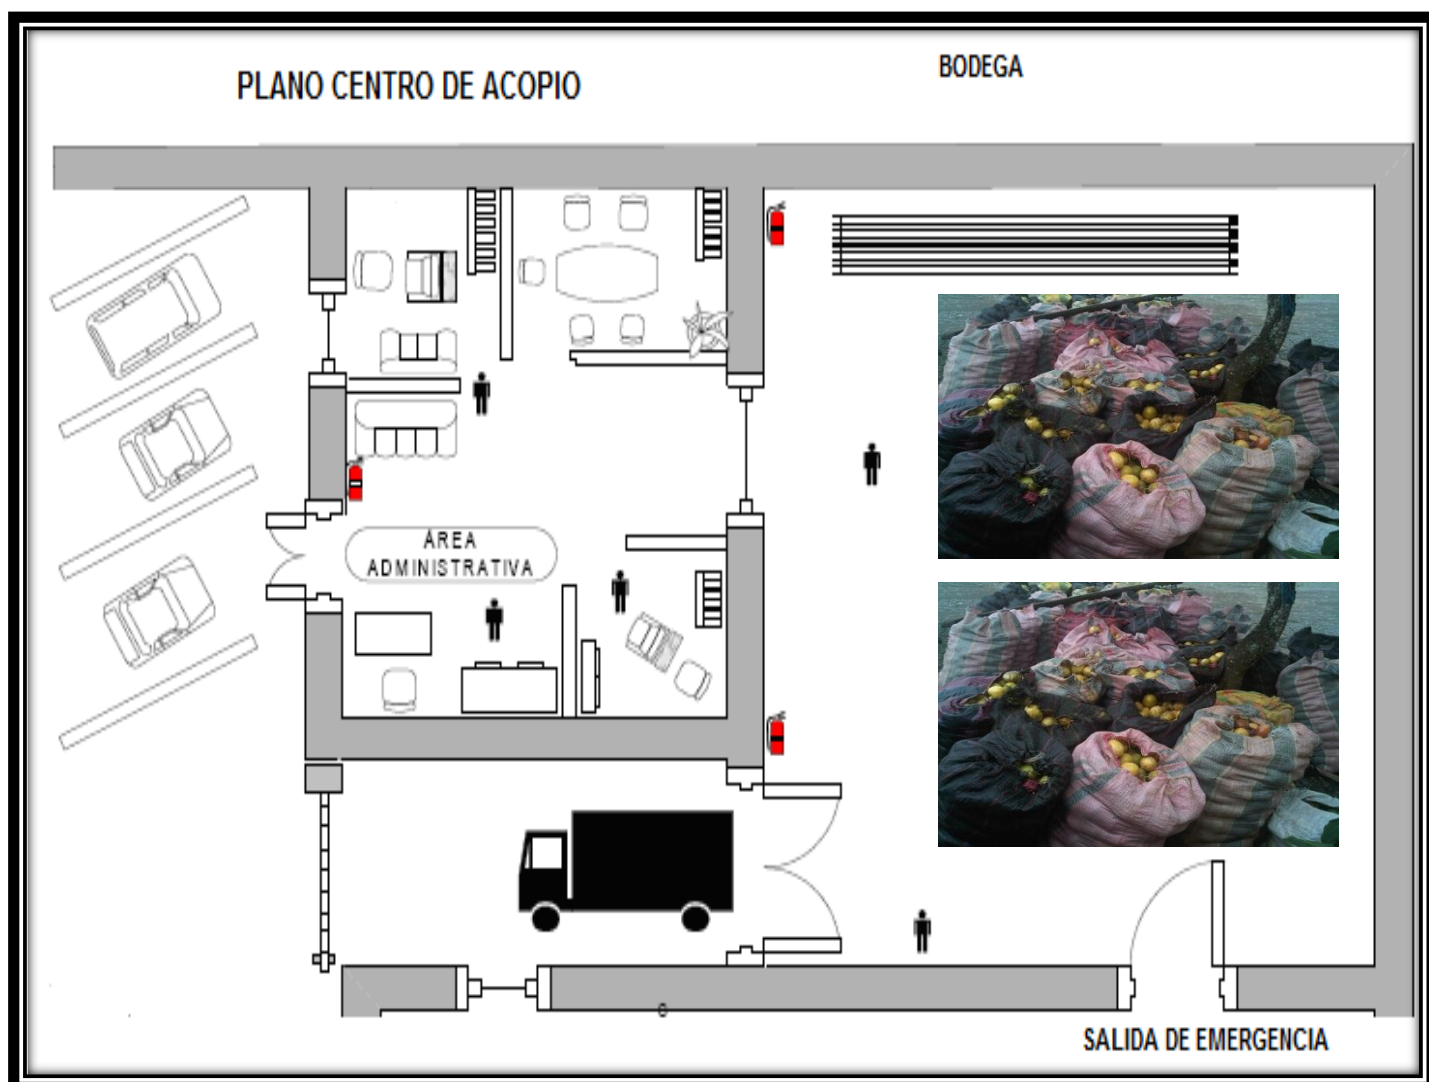 PLANO CENTRO DE ACOPIO
BODEGA
ÁREA
ADMINISTRATIVA
SALIDA DE EMERGENCIA